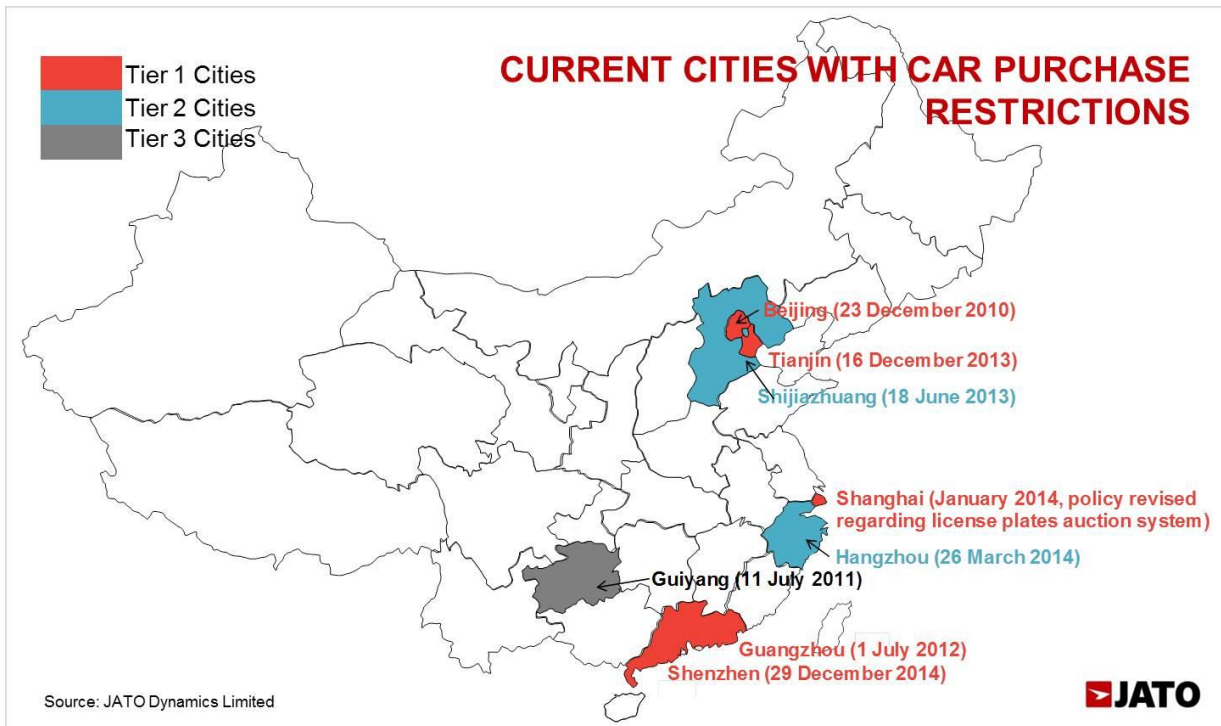 CURRENT CITIES WITH CAR PURCHASE
RESTRICTIONS
Tier 1 Cities
Tier 2 Cities
Tier 3 Cities
Beijing (23 December 2010)
Tianjin (16 December 2013)
Shijiazhuang (18 June 2013)
Shanghai (January 2014, policy revised
regarding license plates auction system)
Hangzhou (26 March 2014)
Guiyang (11 July 2011)
Guangzhou (1 July 2012)
Shenzhen (29 December 2014)
Source: JATO Dynamics Limited
JATO